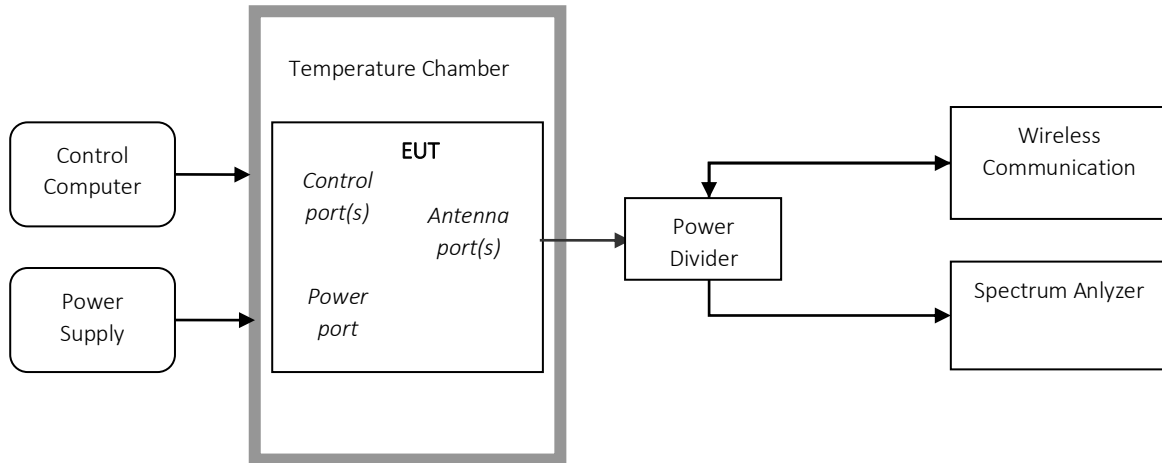 Temperature Chamber
Control
Computer
EUT
Control
port(s)
Antenna
port(s)
Power
port
Power
Supply
Power
Divider
Wireless
Communication
Spectrum Anlyzer